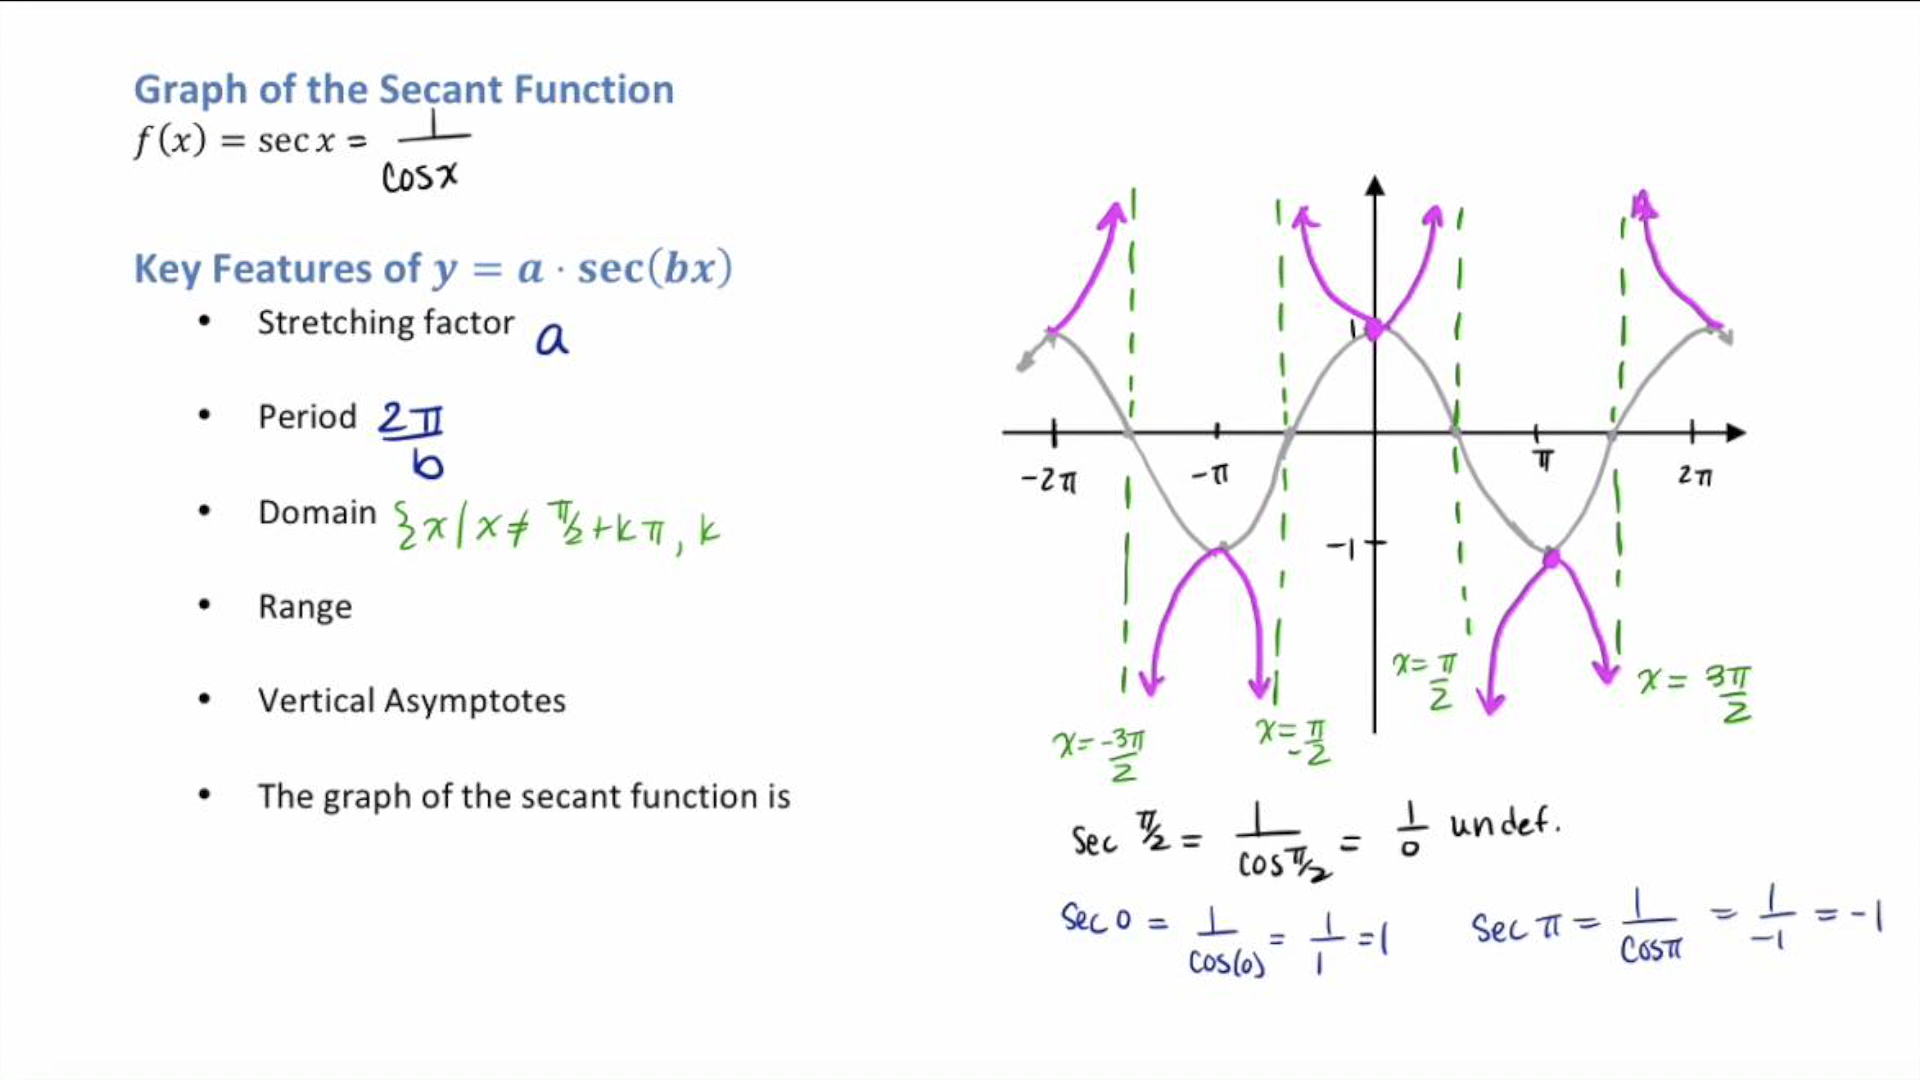 Graph of the Secant Function
f(x) = sec x = 1/cosx
Key Features of y = a · sec(bx)
• Stretching factor a
• Period 2π/b
• Domain {x | x ≠ π/2 + kπ, k
• Range
• Vertical Asymptotes
• The graph of the secant function is
1
-2π -π π 2π
-1
x = -3π/2 x = -π/2 x = π/2 x = 3π/2
Sec π/2 = 1/cos π/2 = 1/0 undef.
Sec 0 = 1/cos(0) = 1/1 = 1
Sec π = 1/cosπ = 1/-1 = -1